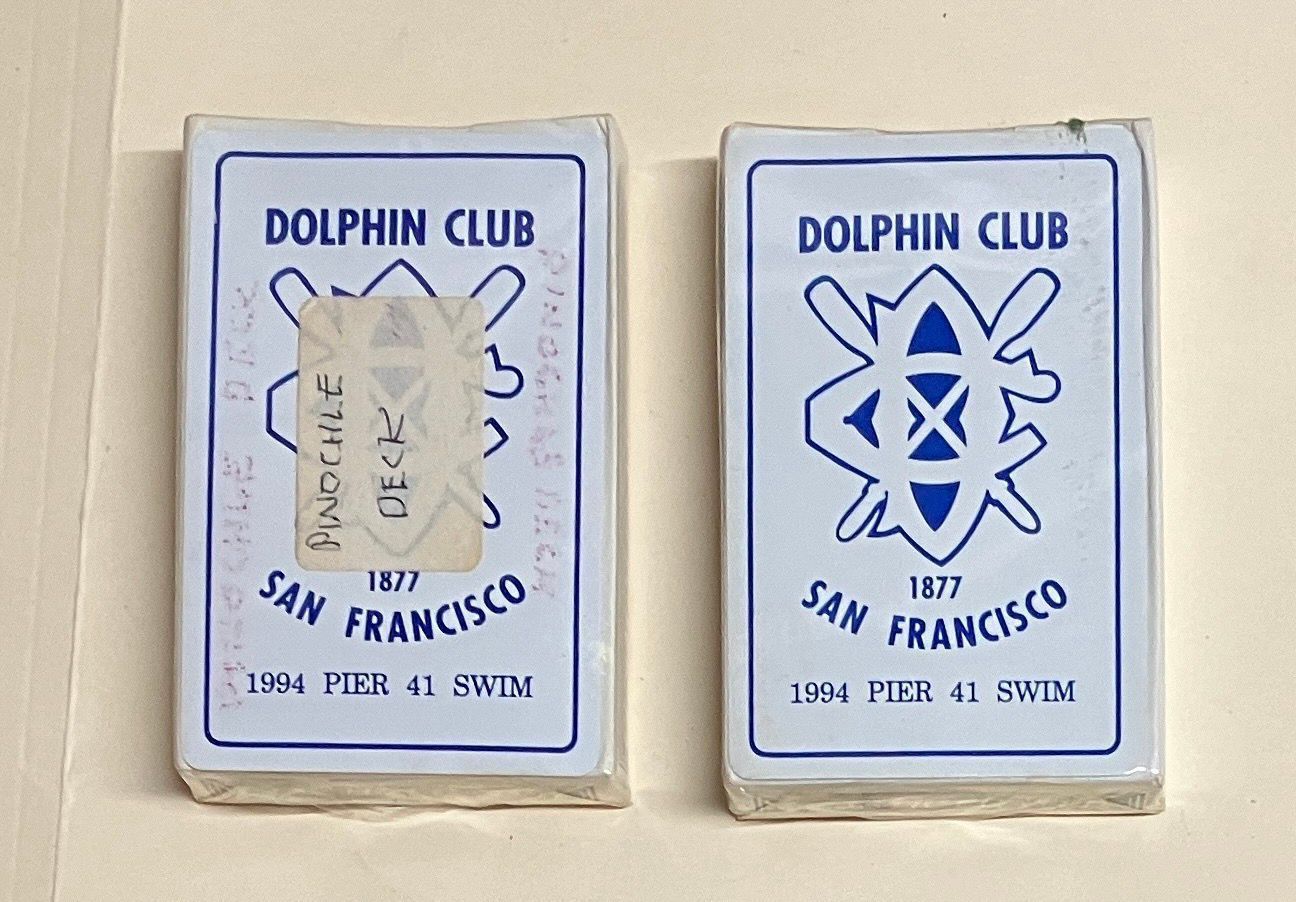 DOLPHIN CLUB
PINOCHLE
DECK
1877
SAN FRANCISCO
1994 PIER 41 SWIM
DOLPHIN CLUB
1877
SAN FRANCISCO
1994 PIER 41 SWIM